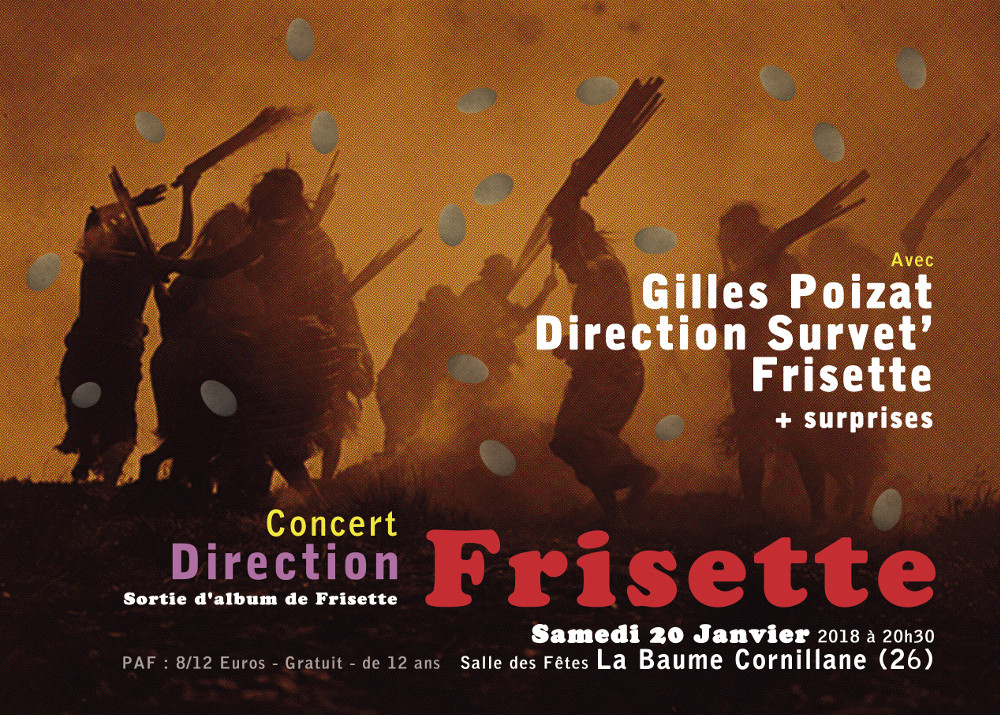 Avec
Gilles Poizat
Direction Survet’
Frisette
+ surprises
Concert
Direction
Frisette
Sortie d'album de Frisette
Samedi 20 Janvier 2018 à 20h30
PAF : 8/12 Euros - Gratuit - de 12 ans
Salle des Fêtes La Baume Cornillane (26)